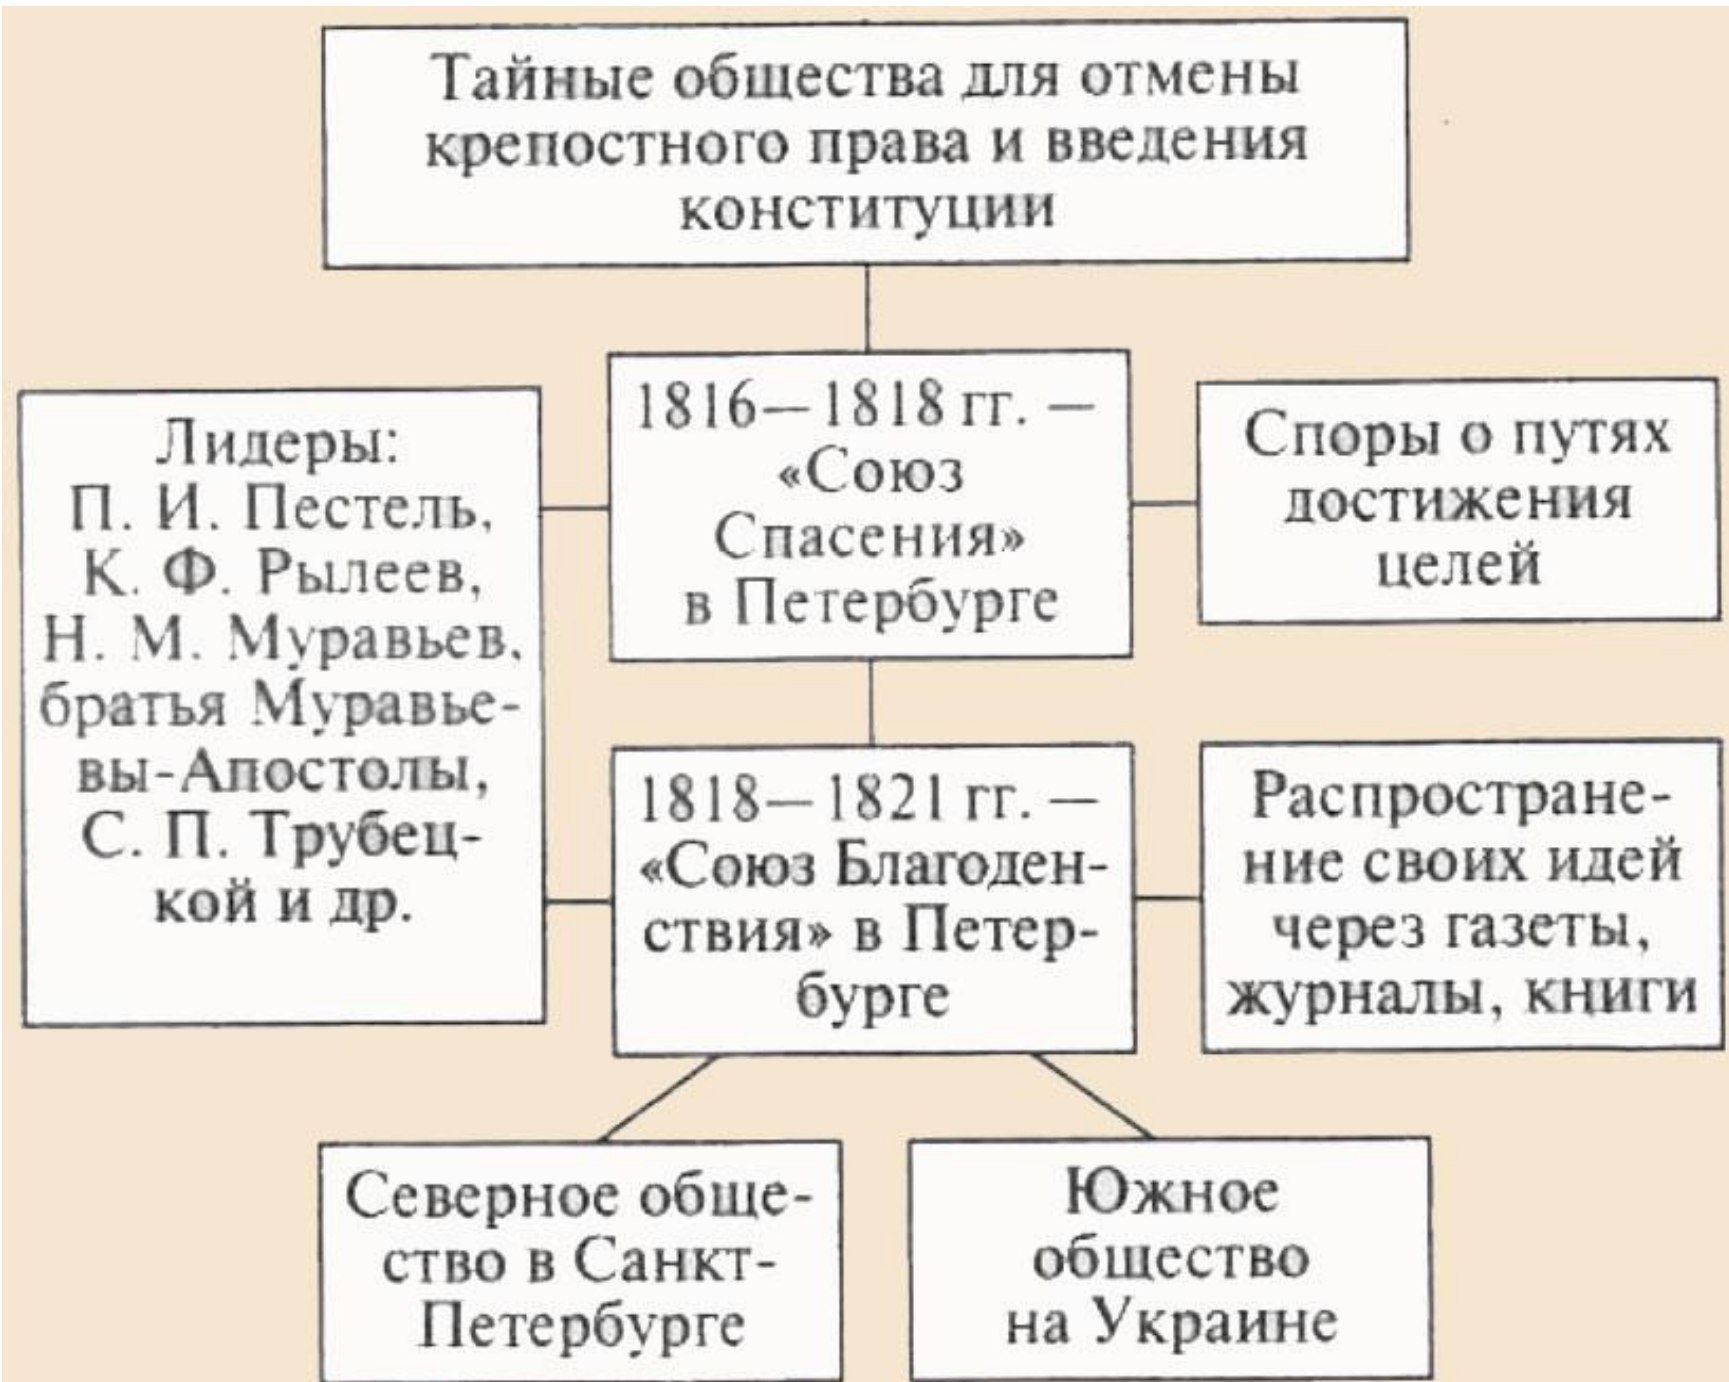 Тайные общества для отмены
крепостного права и введения
конституции
Лидеры:
П. И. Пестель,
К. Ф. Рылеев,
Н. М. Муравьев,
братья Муравье-
вы-Апостолы,
С. П. Трубец-
кой и др.
1816—1818 гг. —
«Союз
Спасения»
в Петербурге
Споры о путях
достижения
целей
1818—1821 гг. —
«Союз Благоден-
ствия» в Петер-
бурге
Распростране-
ние своих идей
через газеты,
журналы, книги
Северное обще-
ство в Санкт-
Петербурге
Южное
общество
на Украине